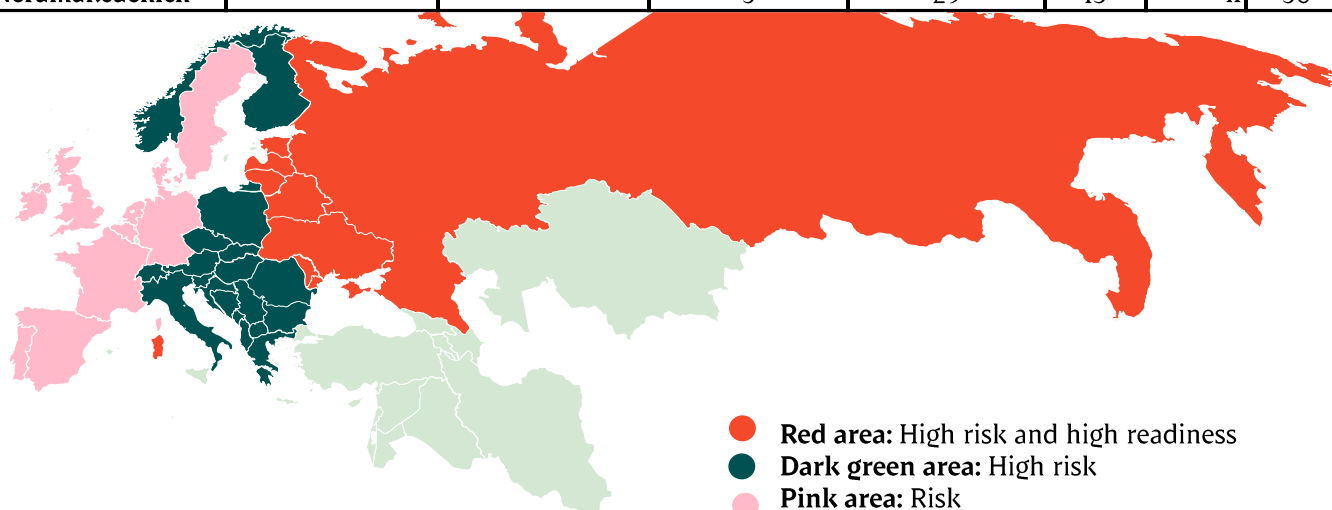 Red area: High risk and high readiness
Dark green area: High risk
Pink area: Risk